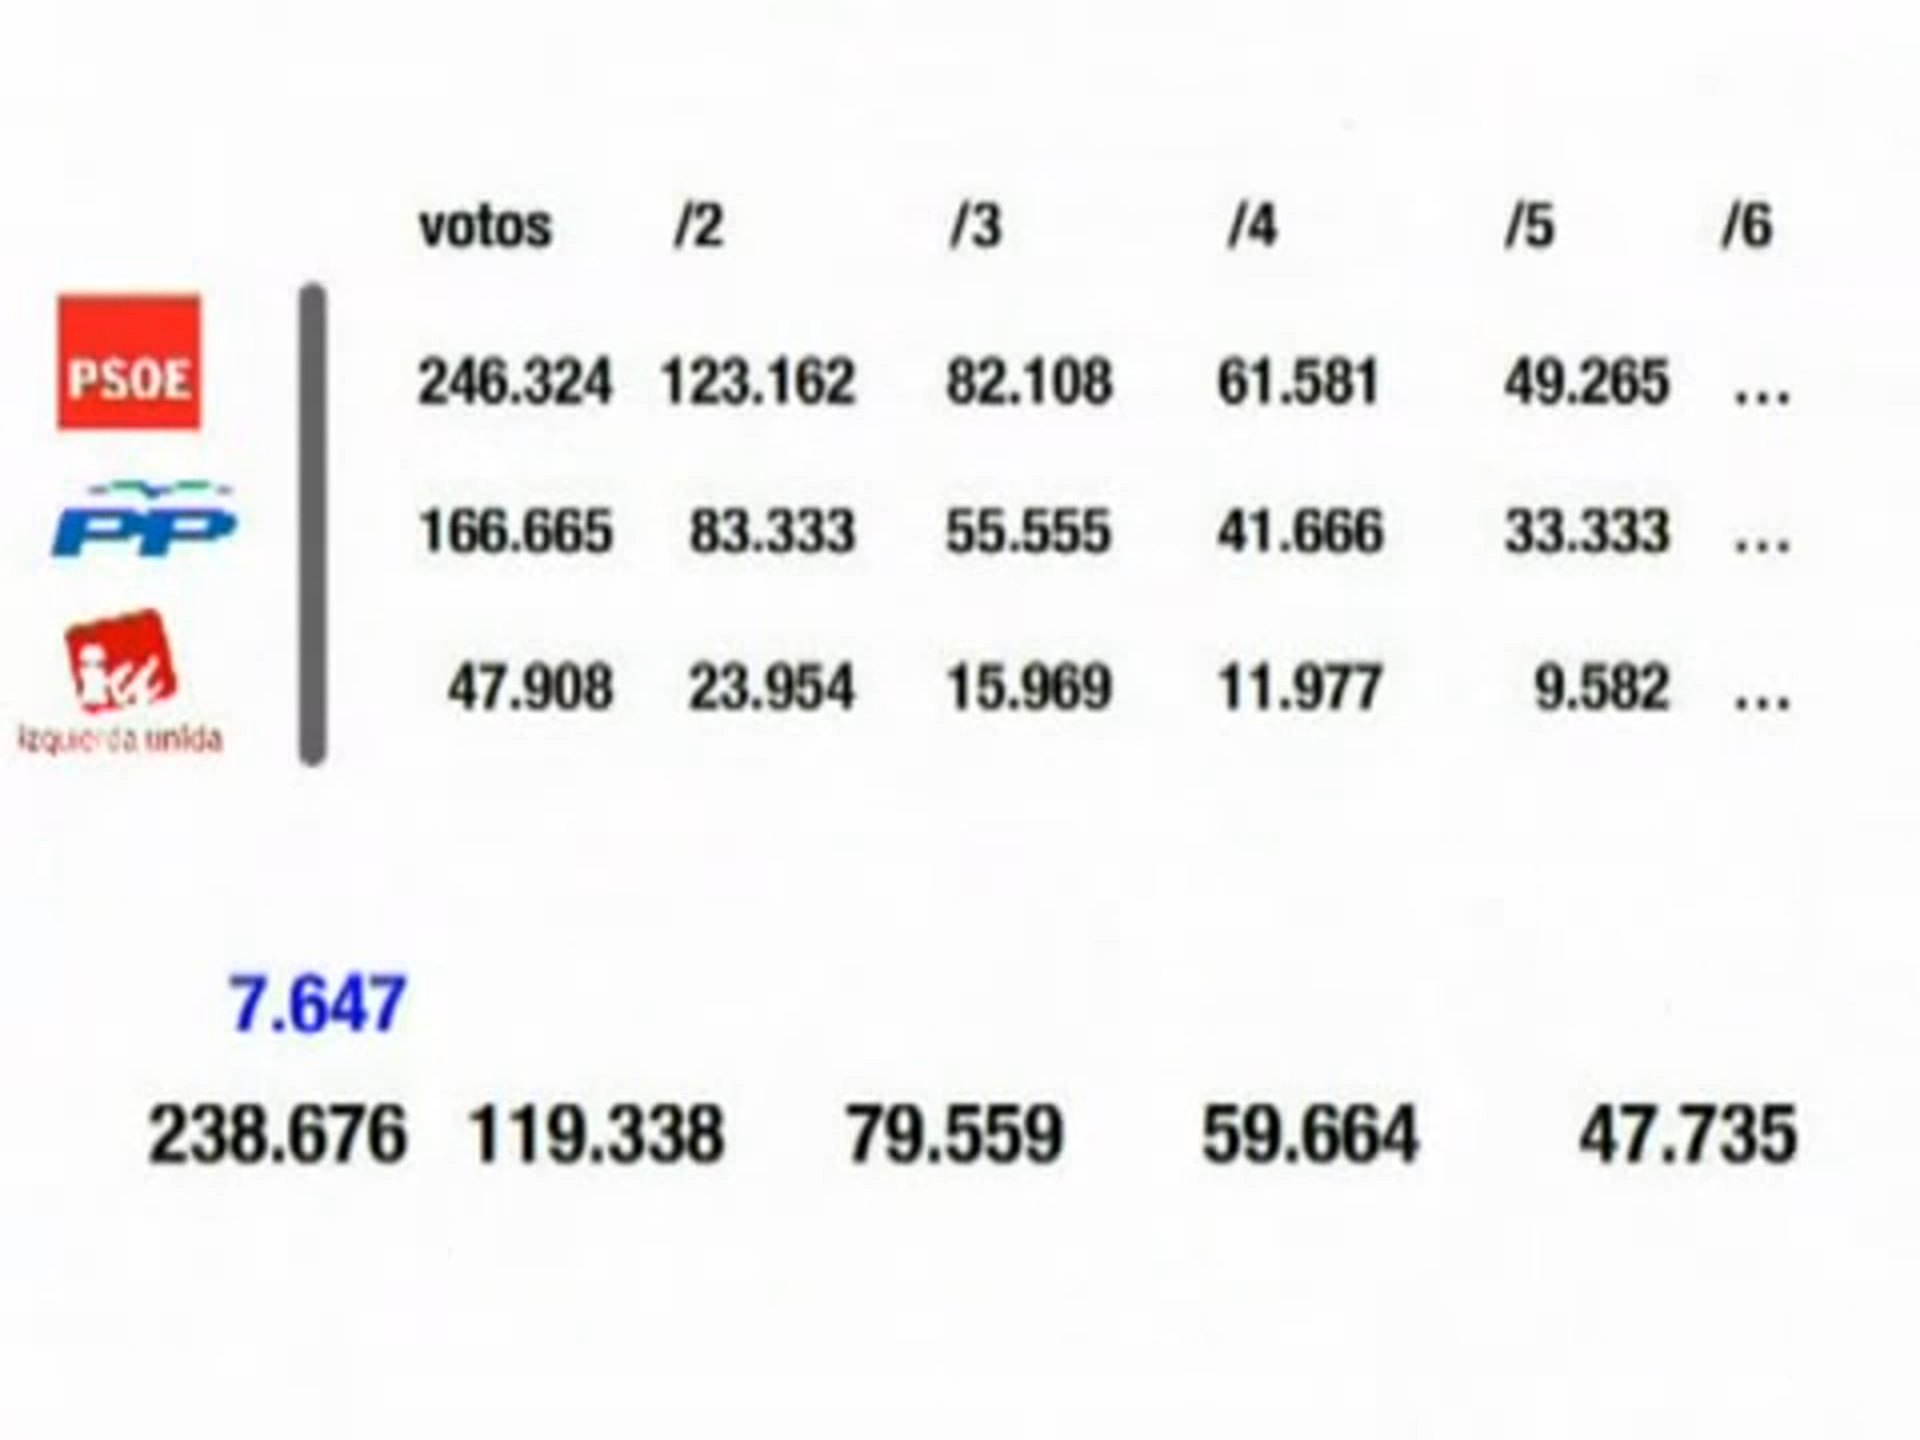 votos /2 /3 /4 /5 /6
PSOE 246.324 123.162 82.108 61.581 49.265 ...
PP 166.665 83.333 55.555 41.666 33.333 ...
iu 47.908 23.954 15.969 11.977 9.582 ...
izquierda unida
7.647
238.676 119.338 79.559 59.664 47.735